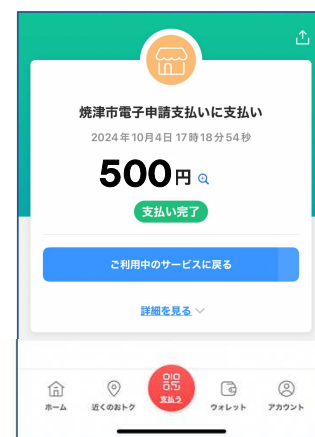 焼津市電子申請支払いに支払い
2024年10月4日 17時18分54秒
500円
支払い完了
ご利用中のサービスに戻る
詳細を見る
ホーム
近くのおトク
支払う
ウォレット
アカウント